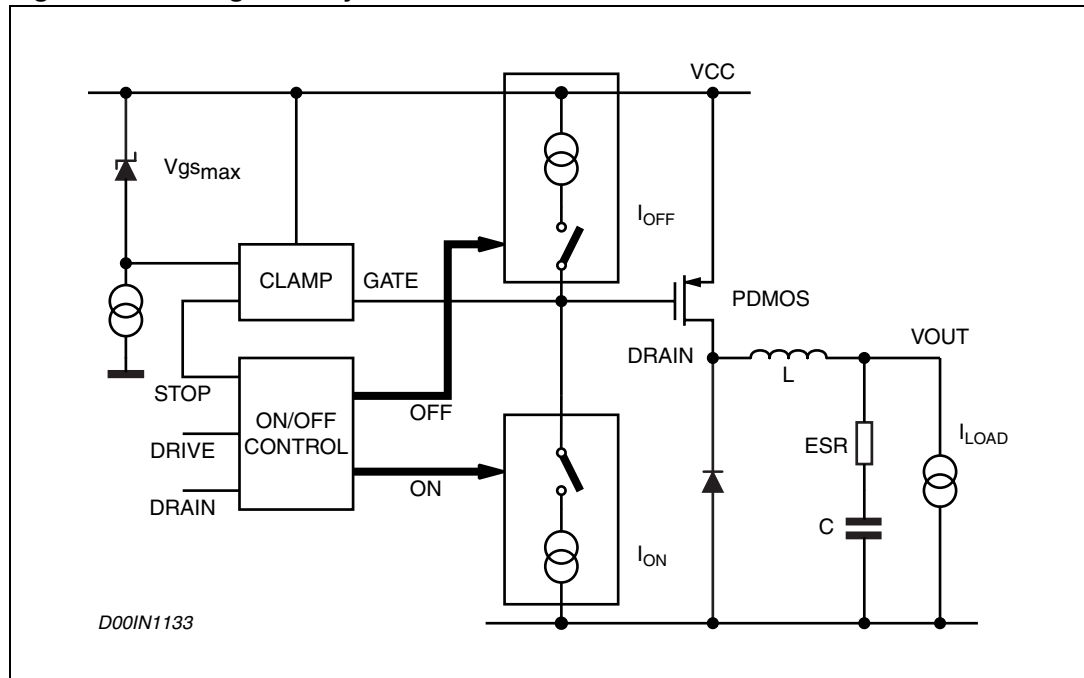 VCC
Vgsmax
IOFF
CLAMP
GATE
PDMOS
DRAIN
VOUT
L
STOP
OFF
ON/OFF
CONTROL
DRIVE
ESR
ILOAD
ON
DRAIN
C
ION
D00IN1133